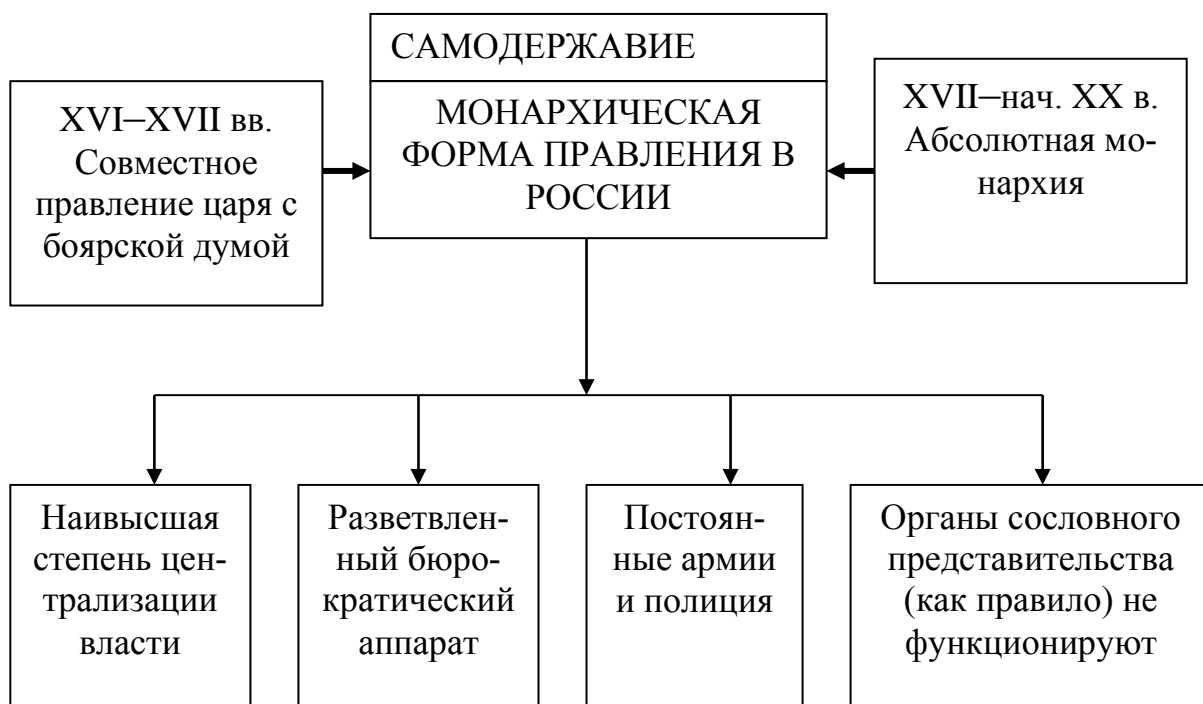 САМОДЕРЖАВИЕ
МОНАРХИЧЕСКАЯ
ФОРМА ПРАВЛЕНИЯ В
РОССИИ
XVI–XVII вв.
Совместное
правление царя с
боярской думой
XVII–нач. XX в.
Абсолютная мо-
нархия
Наивысшая
степень цен-
трализации
власти
Разветвлен-
ный бюро-
кратический
аппарат
Постоян-
ные армии
и полиция
Органы сословного
представительства
(как правило) не
функционируют